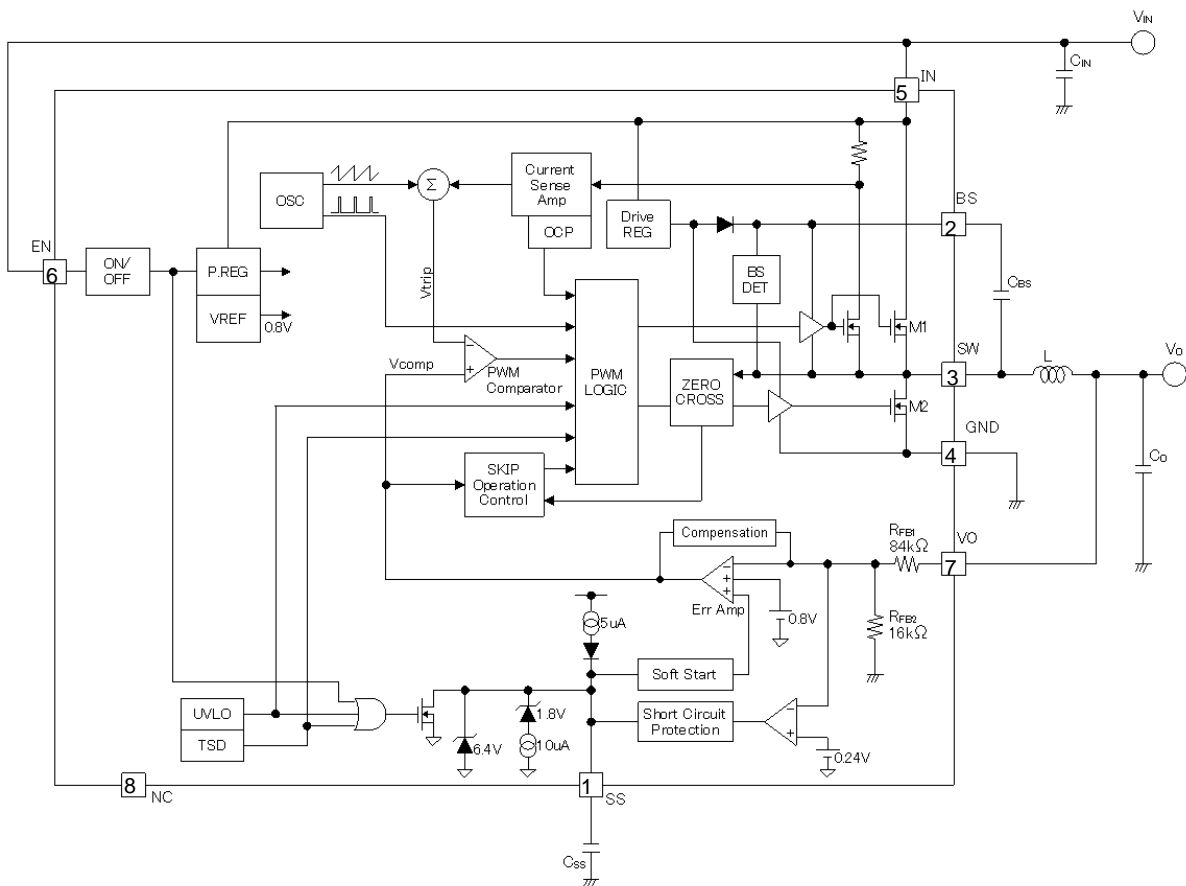 VIN
CIN
IN
5
EN
6
ON/
OFF
P.REG
VREF
0.8V
OSC
Σ
Current
Sense
Amp
OCP
Drive
REG
BS
2
BS
DET
CBS
Vtrip
Vcomp
PWM
Comparator
PWM
LOGIC
ZERO
CROSS
M1
M2
SW
3
L
VO
GND
4
CO
SKIP
Operation
Control
Compensation
Err Amp
0.8V
RFB1
84kΩ
VO
7
RFB2
16kΩ
5uA
Soft Start
Short Circuit
Protection
0.24V
UVLO
TSD
6.4V
1.8V
10uA
8
NC
1
SS
CSS